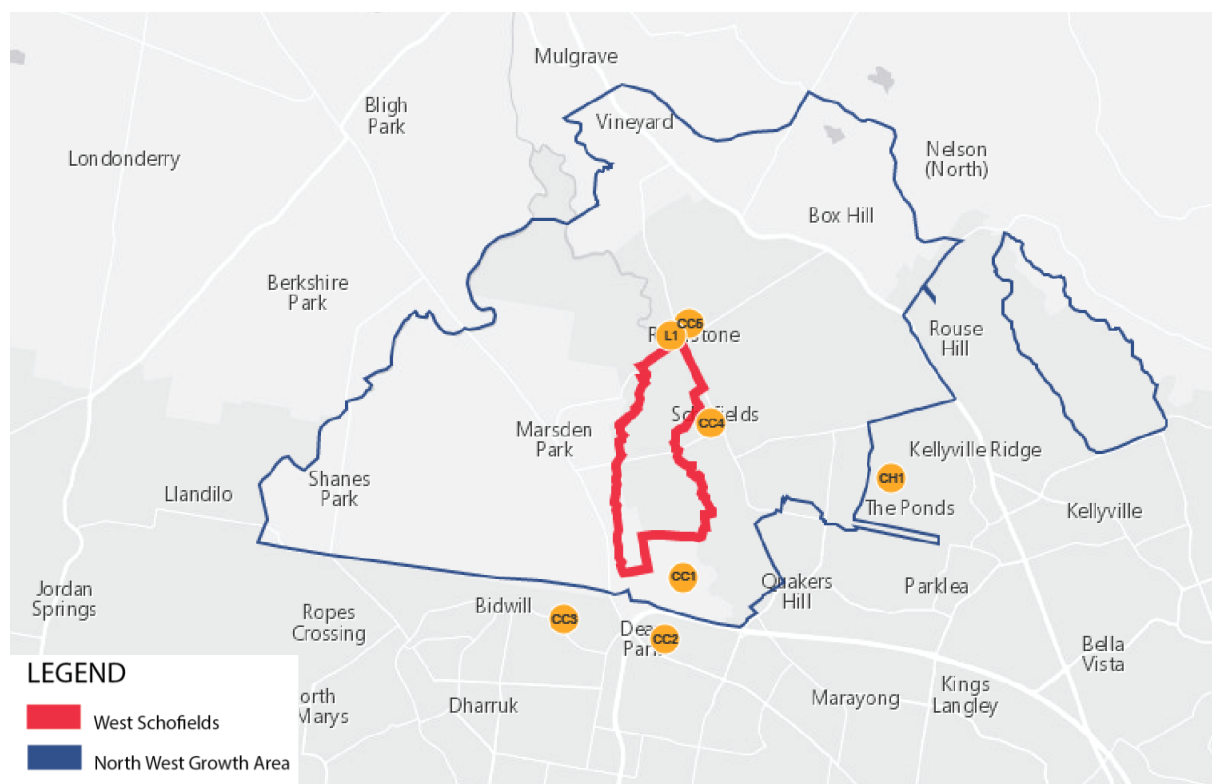 Mulgrave
Bligh
Park
Vineyard
Londonderry
Nelson
(North)
Box Hill
Berkshire
Park
CC5
L1
Rouse
Hill
CC4
Marsden
Park
Kellyville Ridge
CH1
Shanes
Park
Llandilo
The Ponds
Kellyville
CC1
Quakers
Hill
Parklea
Jordan
Springs
Ropes
Crossing
Bidwill
CC3
CC2
Bella
Vista
Kings
Langley
Marayong
Dharruk
Marys
LEGEND
West Schofields
North West Growth Area